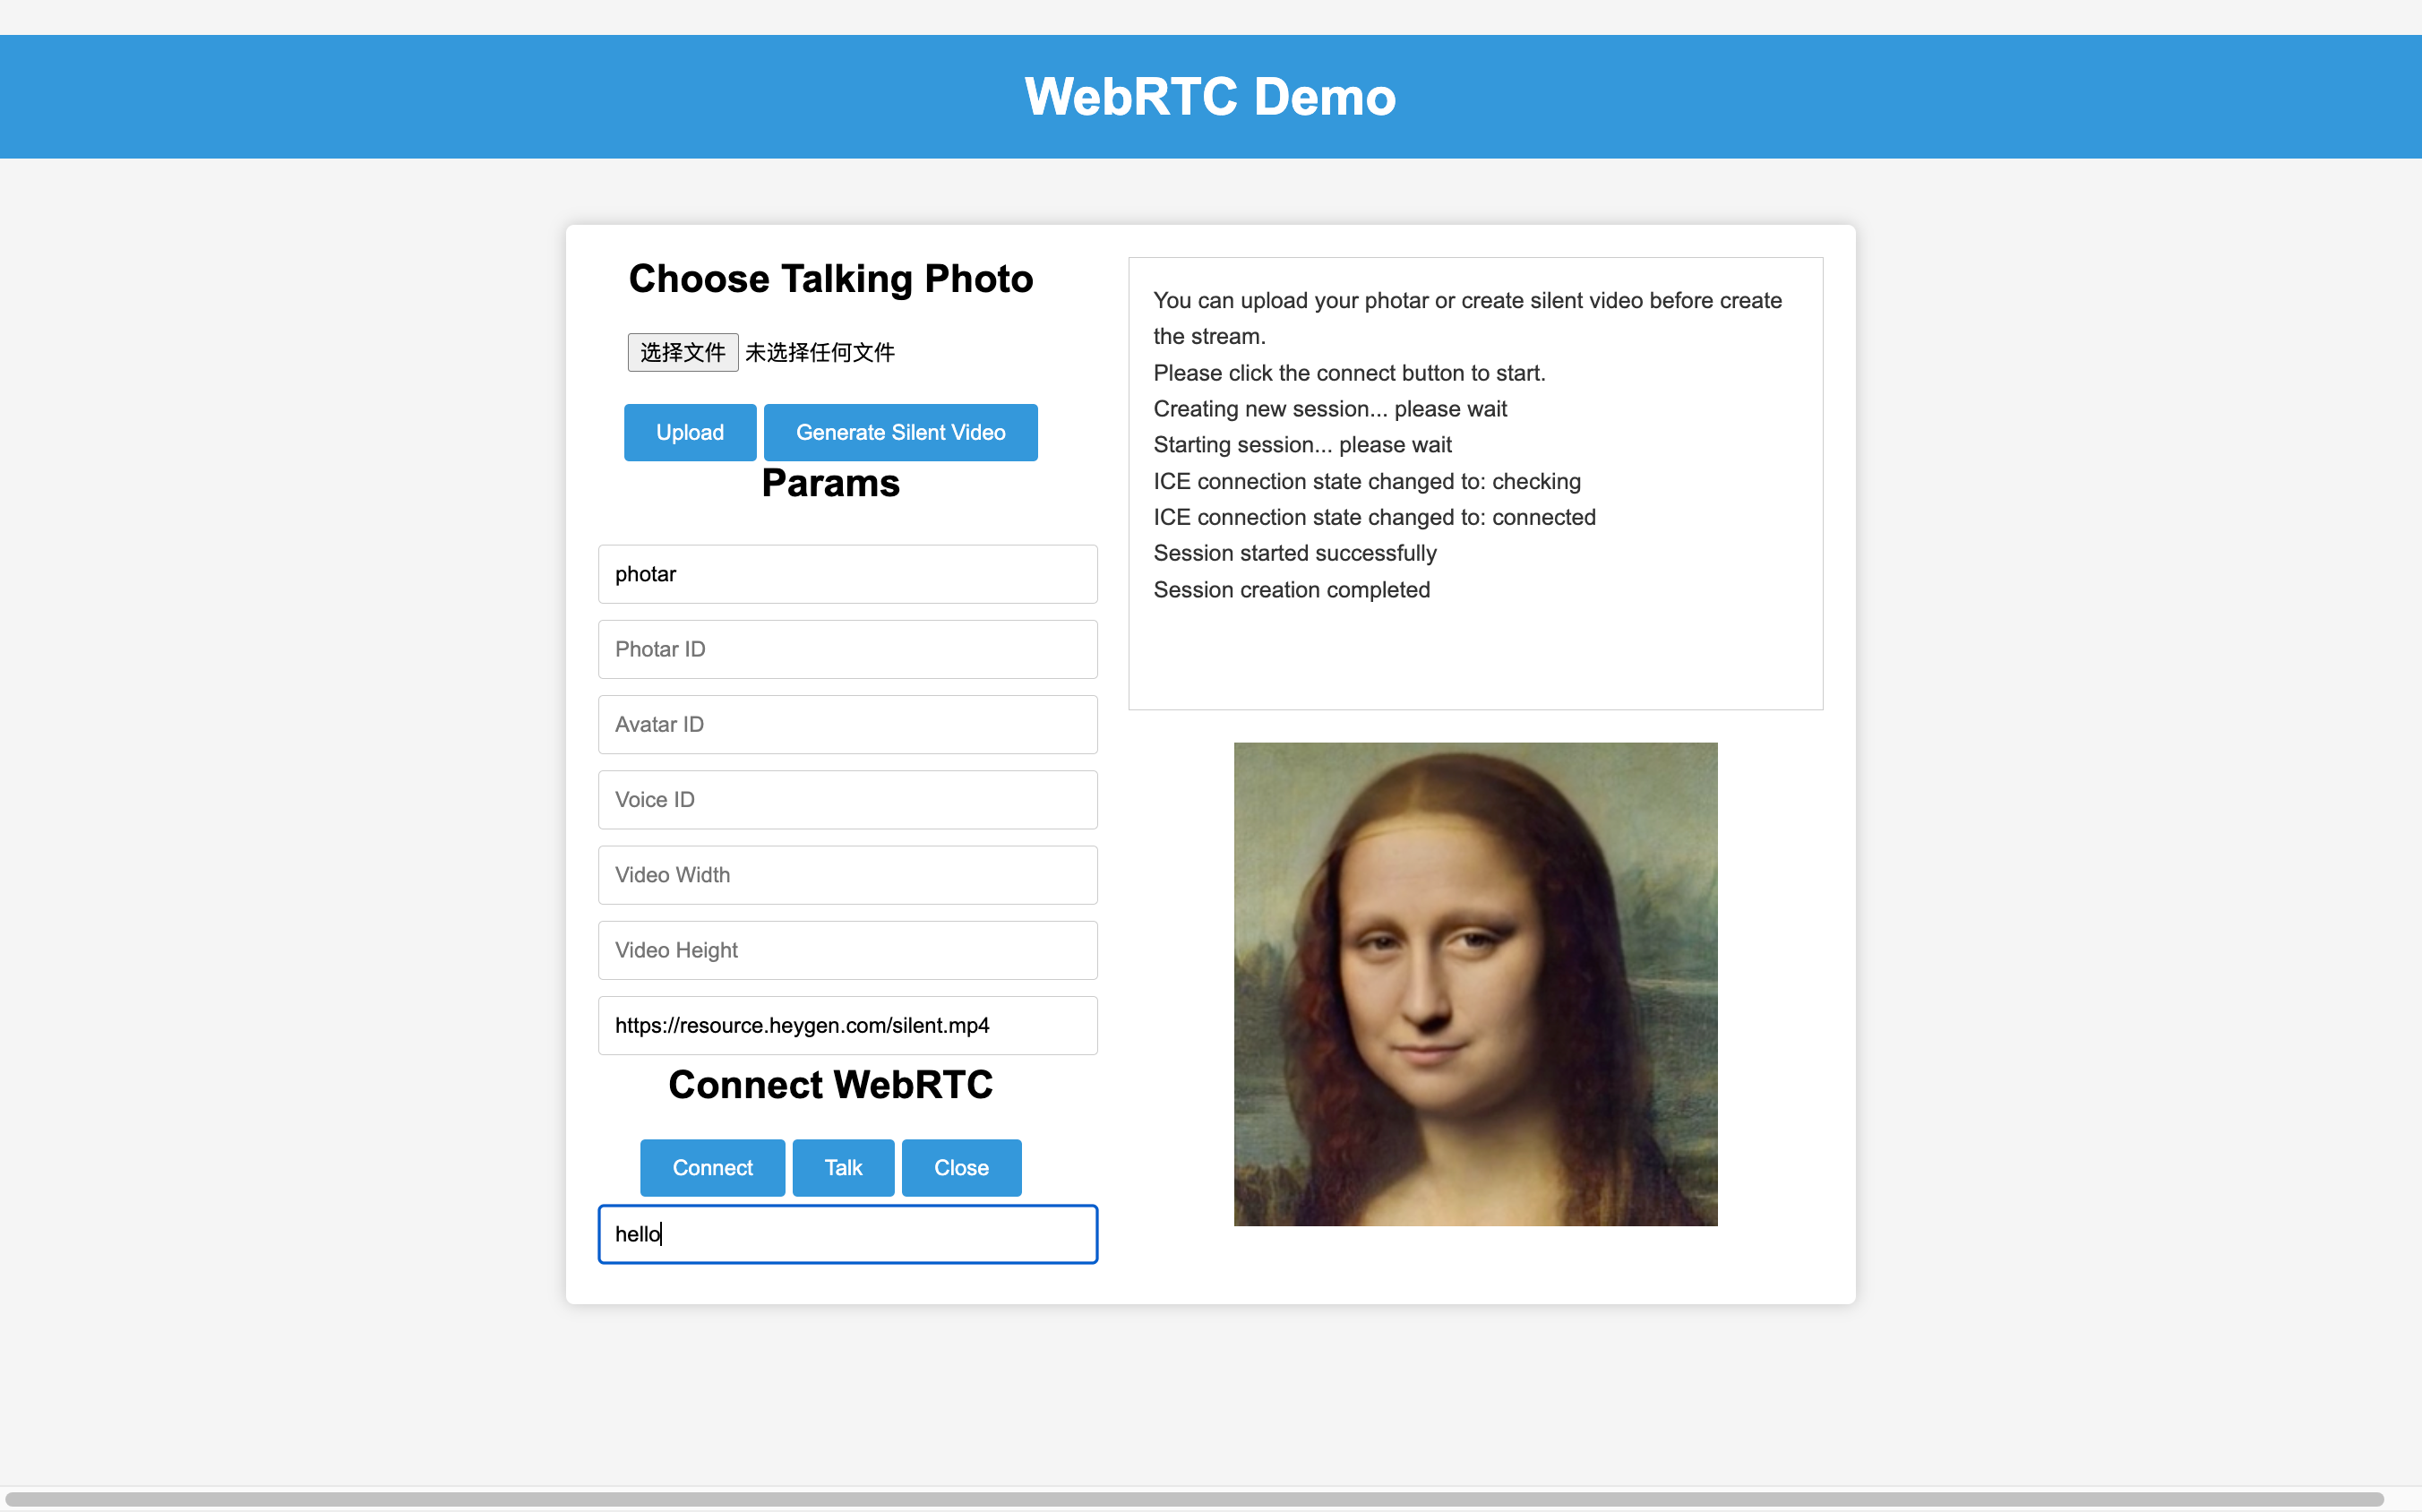 WebRTC Demo
Choose Talking Photo
选择文件 未选择任何文件
Upload
Generate Silent Video
Params
photar
Photar ID
Avatar ID
Voice ID
Video Width
Video Height
https://resource.heygen.com/silent.mp4
Connect WebRTC
Connect
Talk
Close
hello
You can upload your photar or create silent video before create
the stream.
Please click the connect button to start.
Creating new session... please wait
Starting session... please wait
ICE connection state changed to: checking
ICE connection state changed to: connected
Session started successfully
Session creation completed